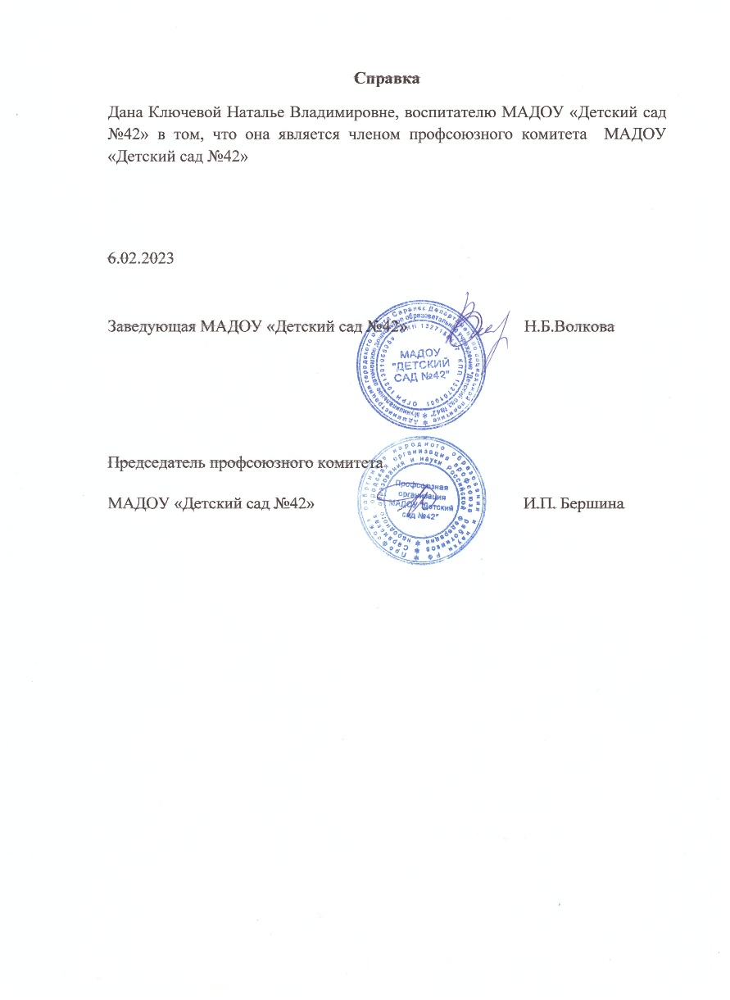 Справка
Дана Ключевой Наталье Владимировне, воспитателю МАДОУ «Детский сад
№42» в том, что она является членом профсоюзного комитета МАДОУ
«Детский сад №42»
6.02.2023
Заведующая МАДОУ «Детский сад №42»
Н.Б.Волкова
МАДОУ
"ДЕТСКИЙ
САД №42"
Председатель профсоюзного комитета
МАДОУ «Детский сад №42»
И.П. Бершина
Профсоюзная
организация
МАДОУ "Детский
сад №42"